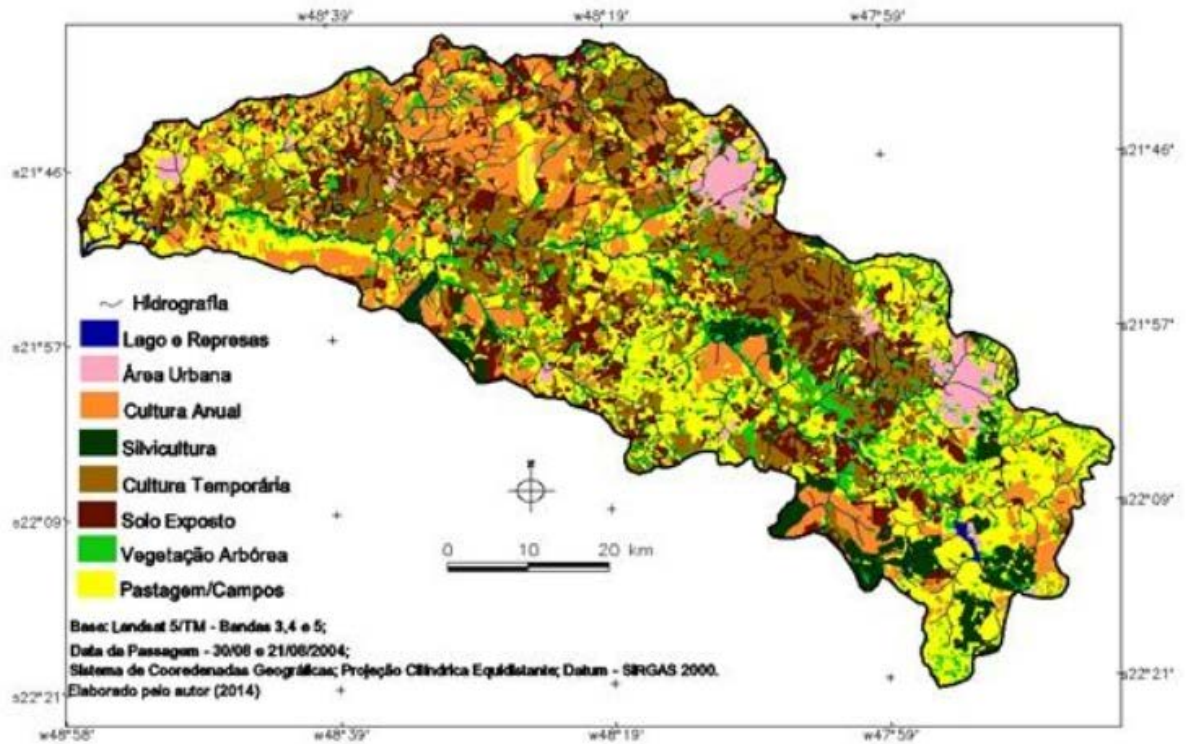 w48°39' w48°19' w47°59'
s21°46' s21°46'
Hidrografia
Lago e Represas
s21°57' s21°57'
Área Urbana
Cultura Anual
Silvicultura
Cultura Temporária
s22°09' s22°09'
Solo Exposto
Vegetação Arbórea
0 10 20 km
Pastagem/Campos
Base: Landsat 5/TM - Bandas 3,4 e 5;
Data da Passagem - 30/08 e 21/08/2004;
Sistema de Cooredenadas Geográficas; Projeção Cilíndrica Equidistante; Datum - SIRGAS 2000.
s22°21' s22°21'
Elaborado pelo autor (2014)
w48°58' w48°39' w48°19' w47°59'